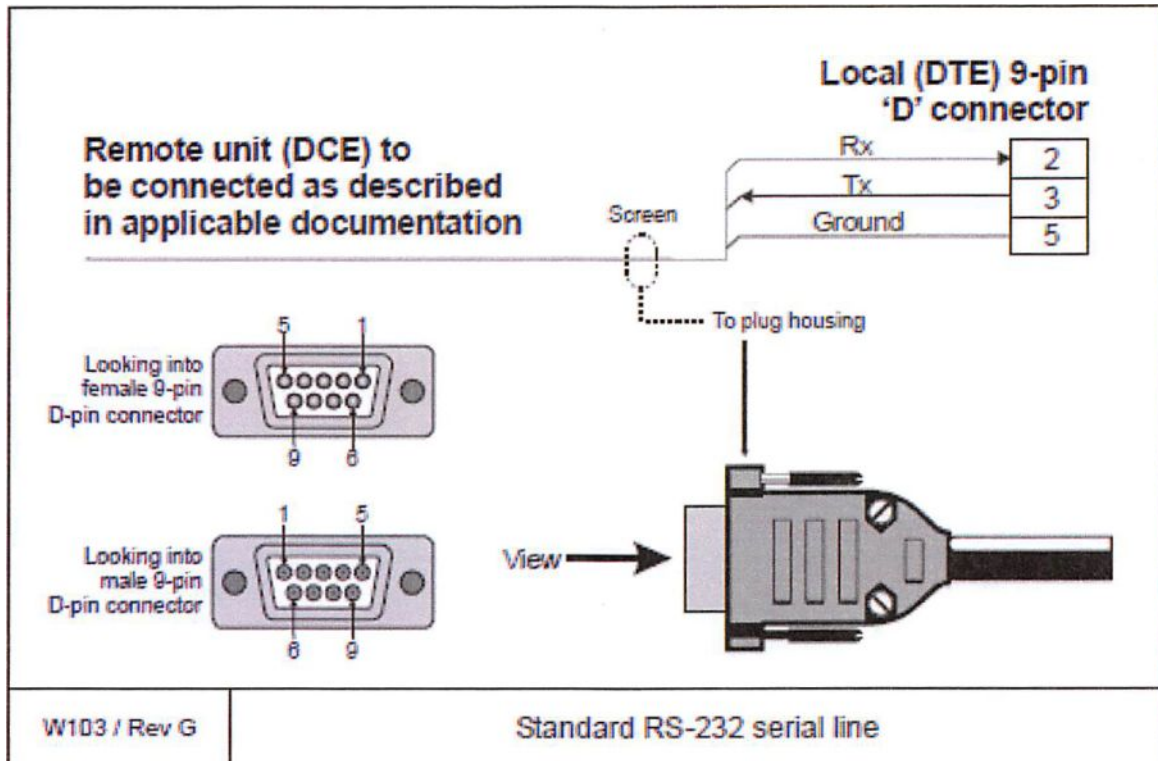 Local (DTE) 9-pin
‘D’ connector
Remote unit (DCE) to
be connected as described
in applicable documentation
Rx
2
Tx
3
Screen
Ground
5
To plug housing
5 1
Looking into
female 9-pin
D-pin connector
9 6
1 5
Looking into
male 9-pin
D-pin connector
6 9
View
W103 / Rev G
Standard RS-232 serial line